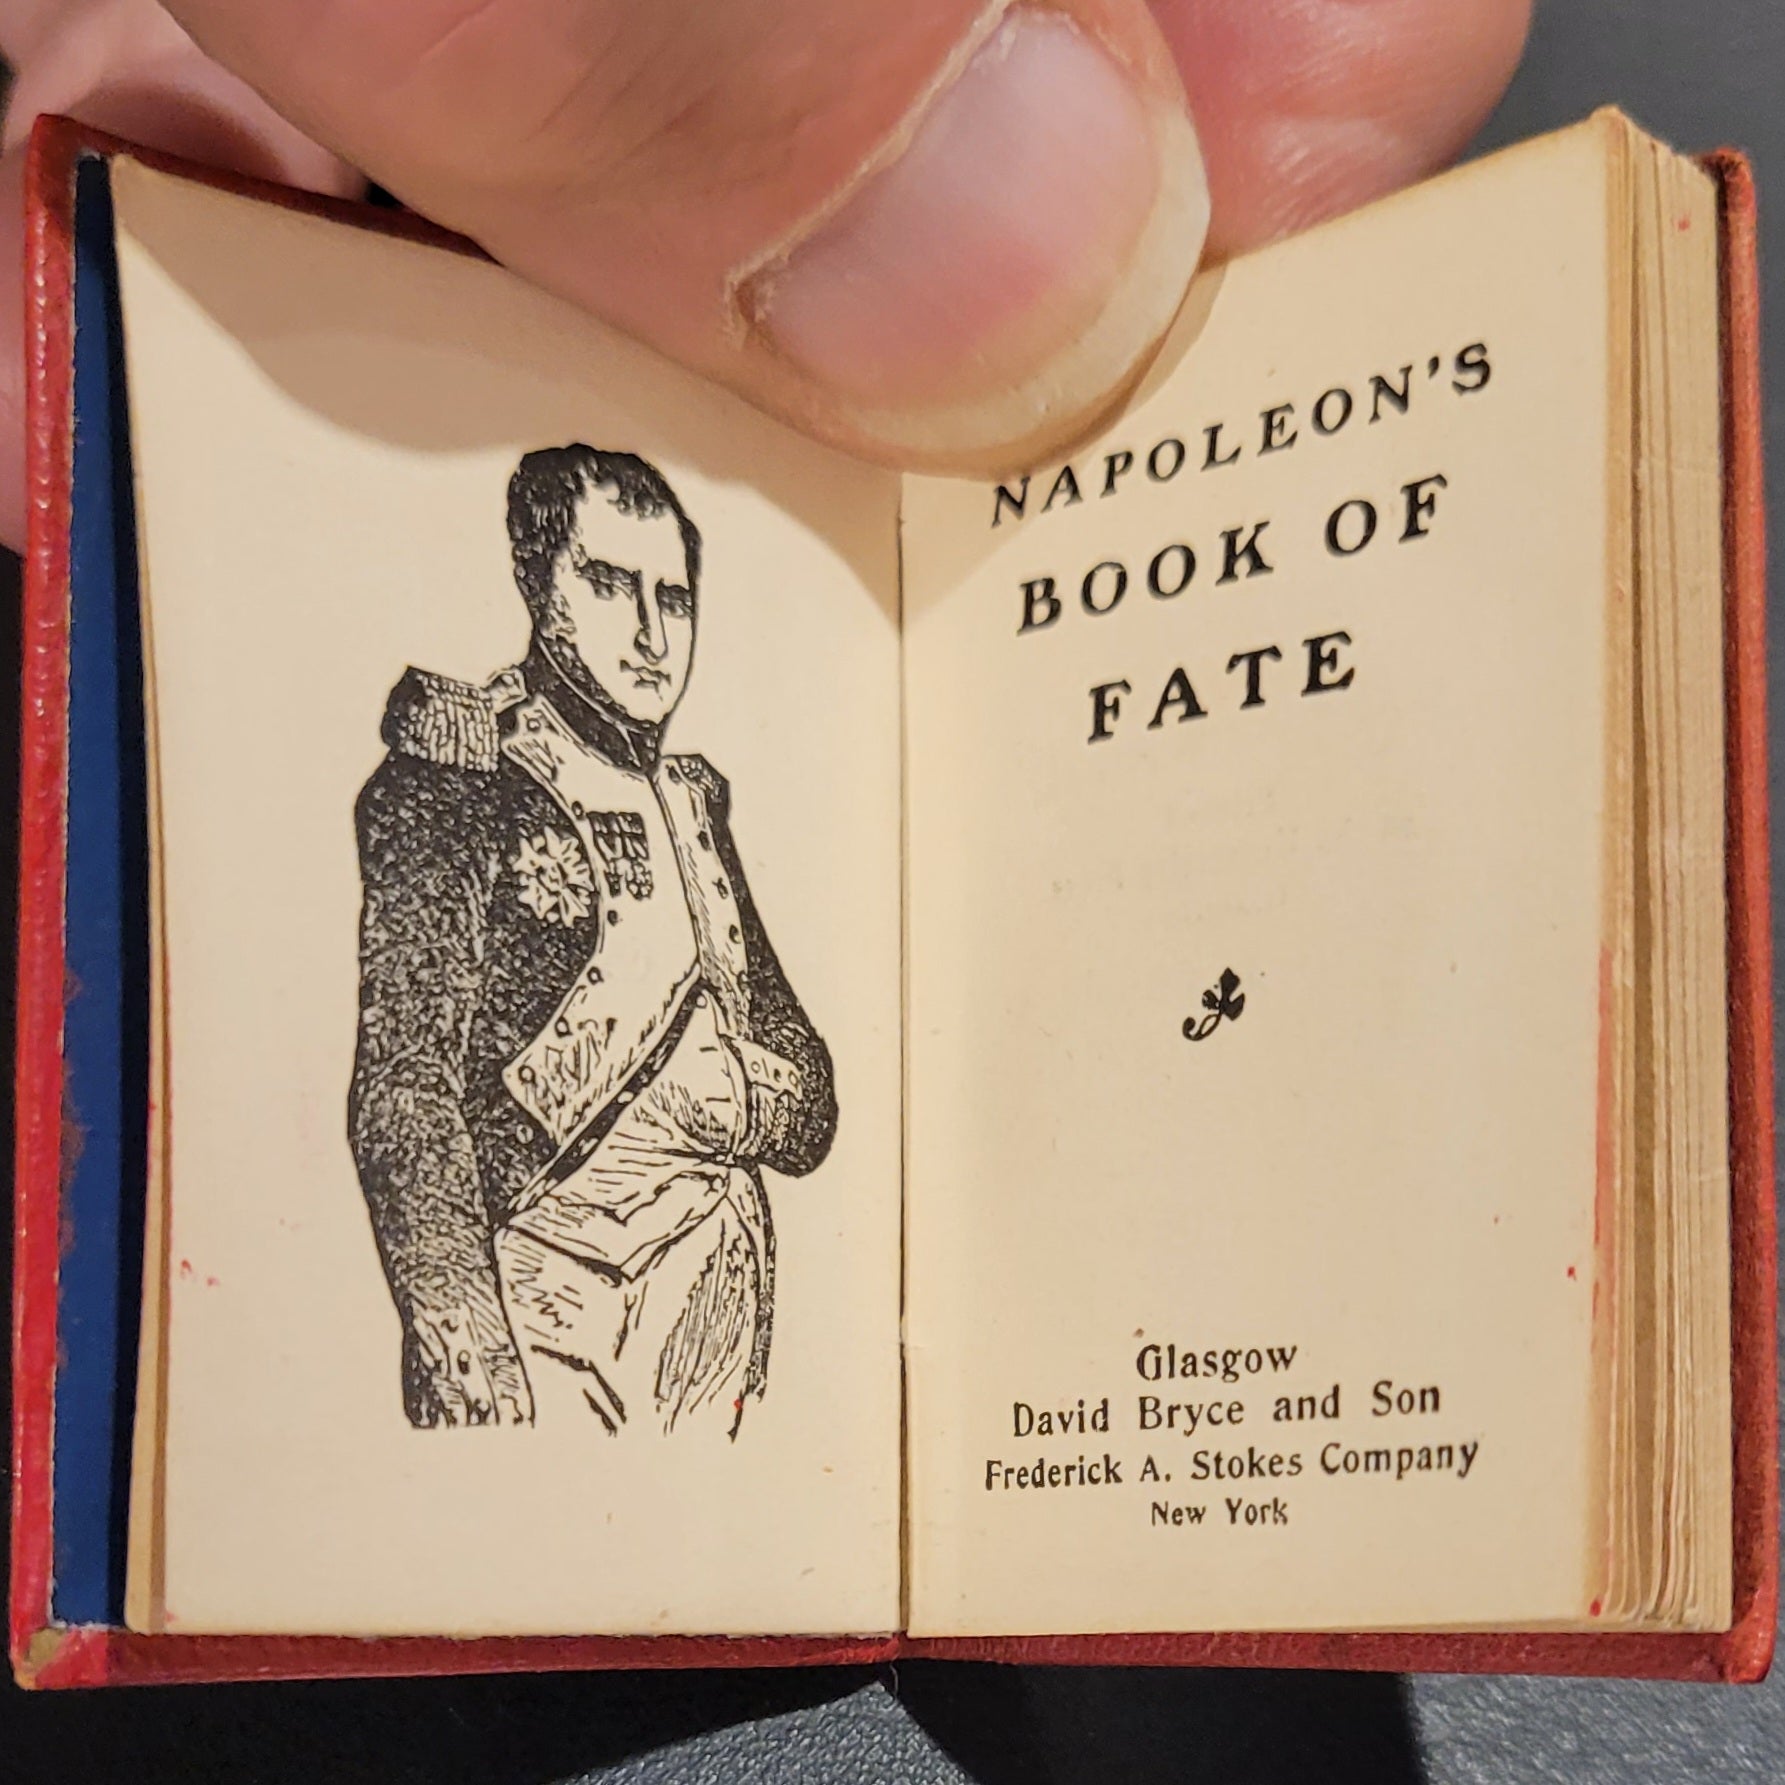 NAPOLEON'S
BOOK OF
FATE
Glasgow
David Bryce and Son
Frederick A. Stokes Company
New York